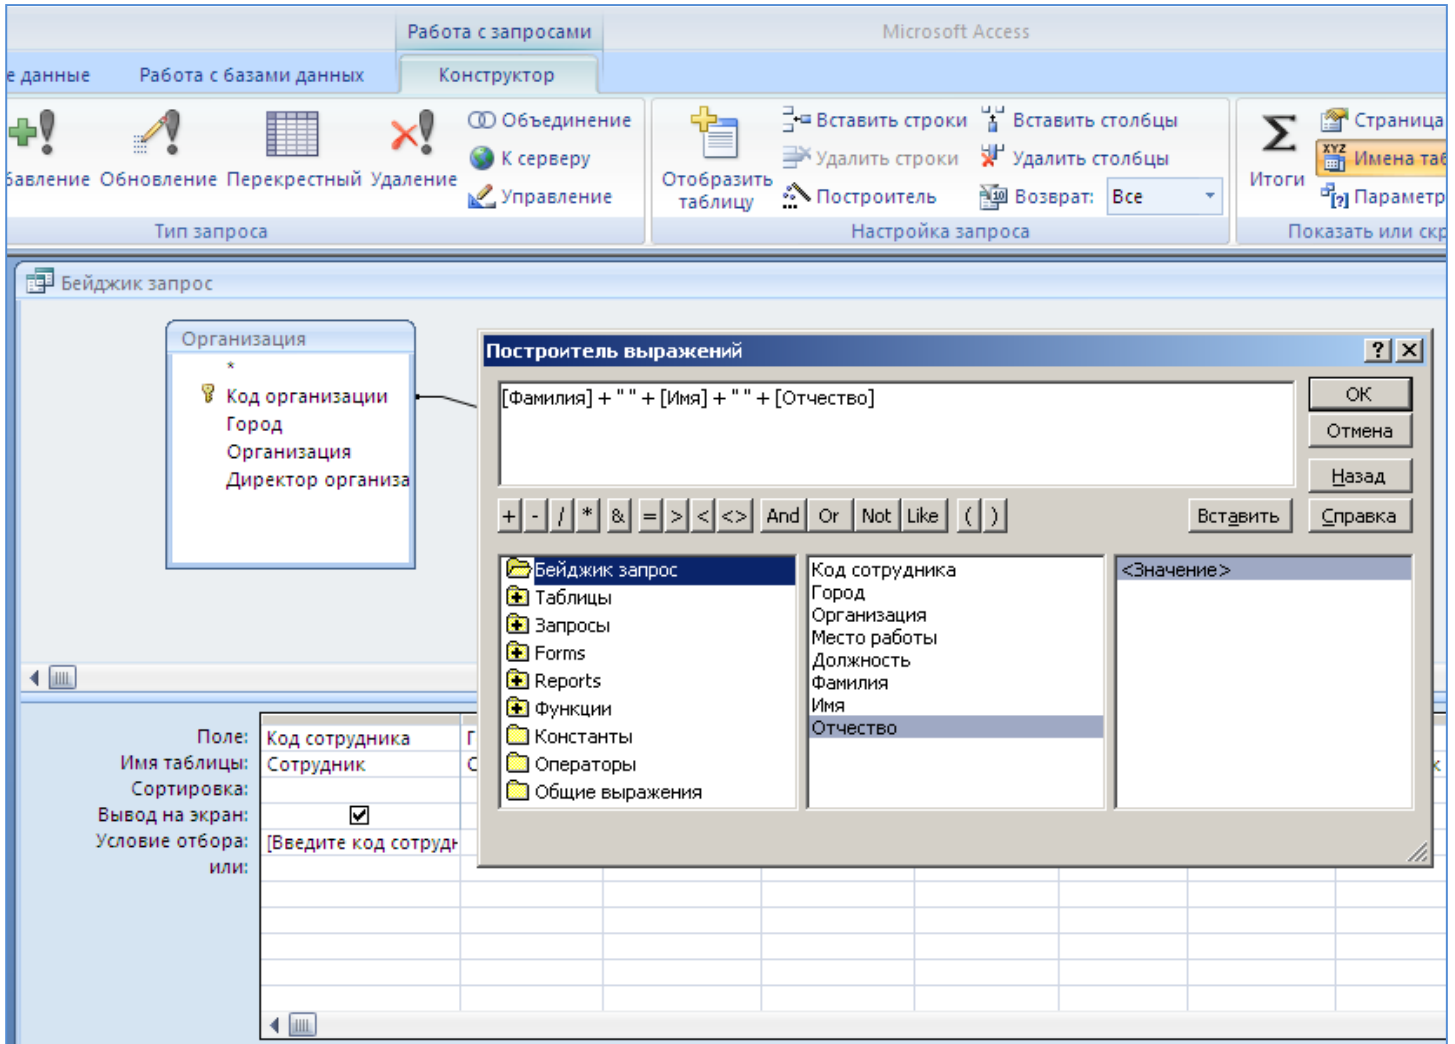 Работа с запросами Microsoft Access
е данные Работа с базами данных Конструктор
Объединение Вставить строки Вставить столбцы Страница
К серверу Удалить строки Удалить столбцы XYZ Имена таб
бавление Обновление Перекрестный Удаление Отобразить таблицу Итоги
Управление Построитель Возврат: Все Параметр
Тип запроса Настройка запроса Показать или скр
Бейджик запрос
Организация
*
Код организации
Город
Организация
Директор организа
Построитель выражений
[Фамилия] + " " + [Имя] + " " + [Отчество]
ОК
Отмена
Назад
+ - / * & = > < <> And Or Not Like ( ) Вставить Справка
Бейджик запрос
Таблицы
Запросы
Forms
Reports
Функции
Константы
Операторы
Общие выражения
Код сотрудника
Город
Организация
Место работы
Должность
Фамилия
Имя
Отчество
<Значение>
Поле: Код сотрудника
Имя таблицы: Сотрудник
Сортировка:
Вывод на экран:
Условие отбора: [Введите код сотрудн
или: